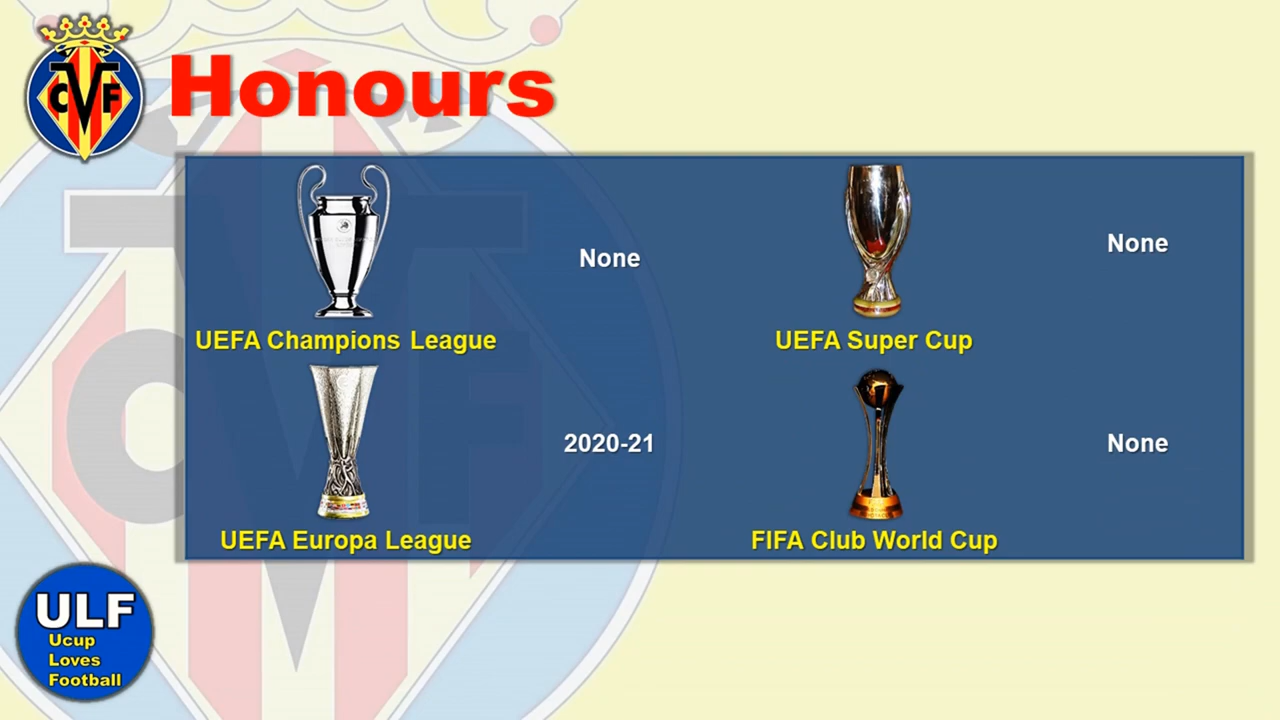 CVF
Honours
None
None
UEFA Champions League
UEFA Super Cup
2020-21
None
UEFA Europa League
FIFA Club World Cup
ULF
Ucup
Loves
Football